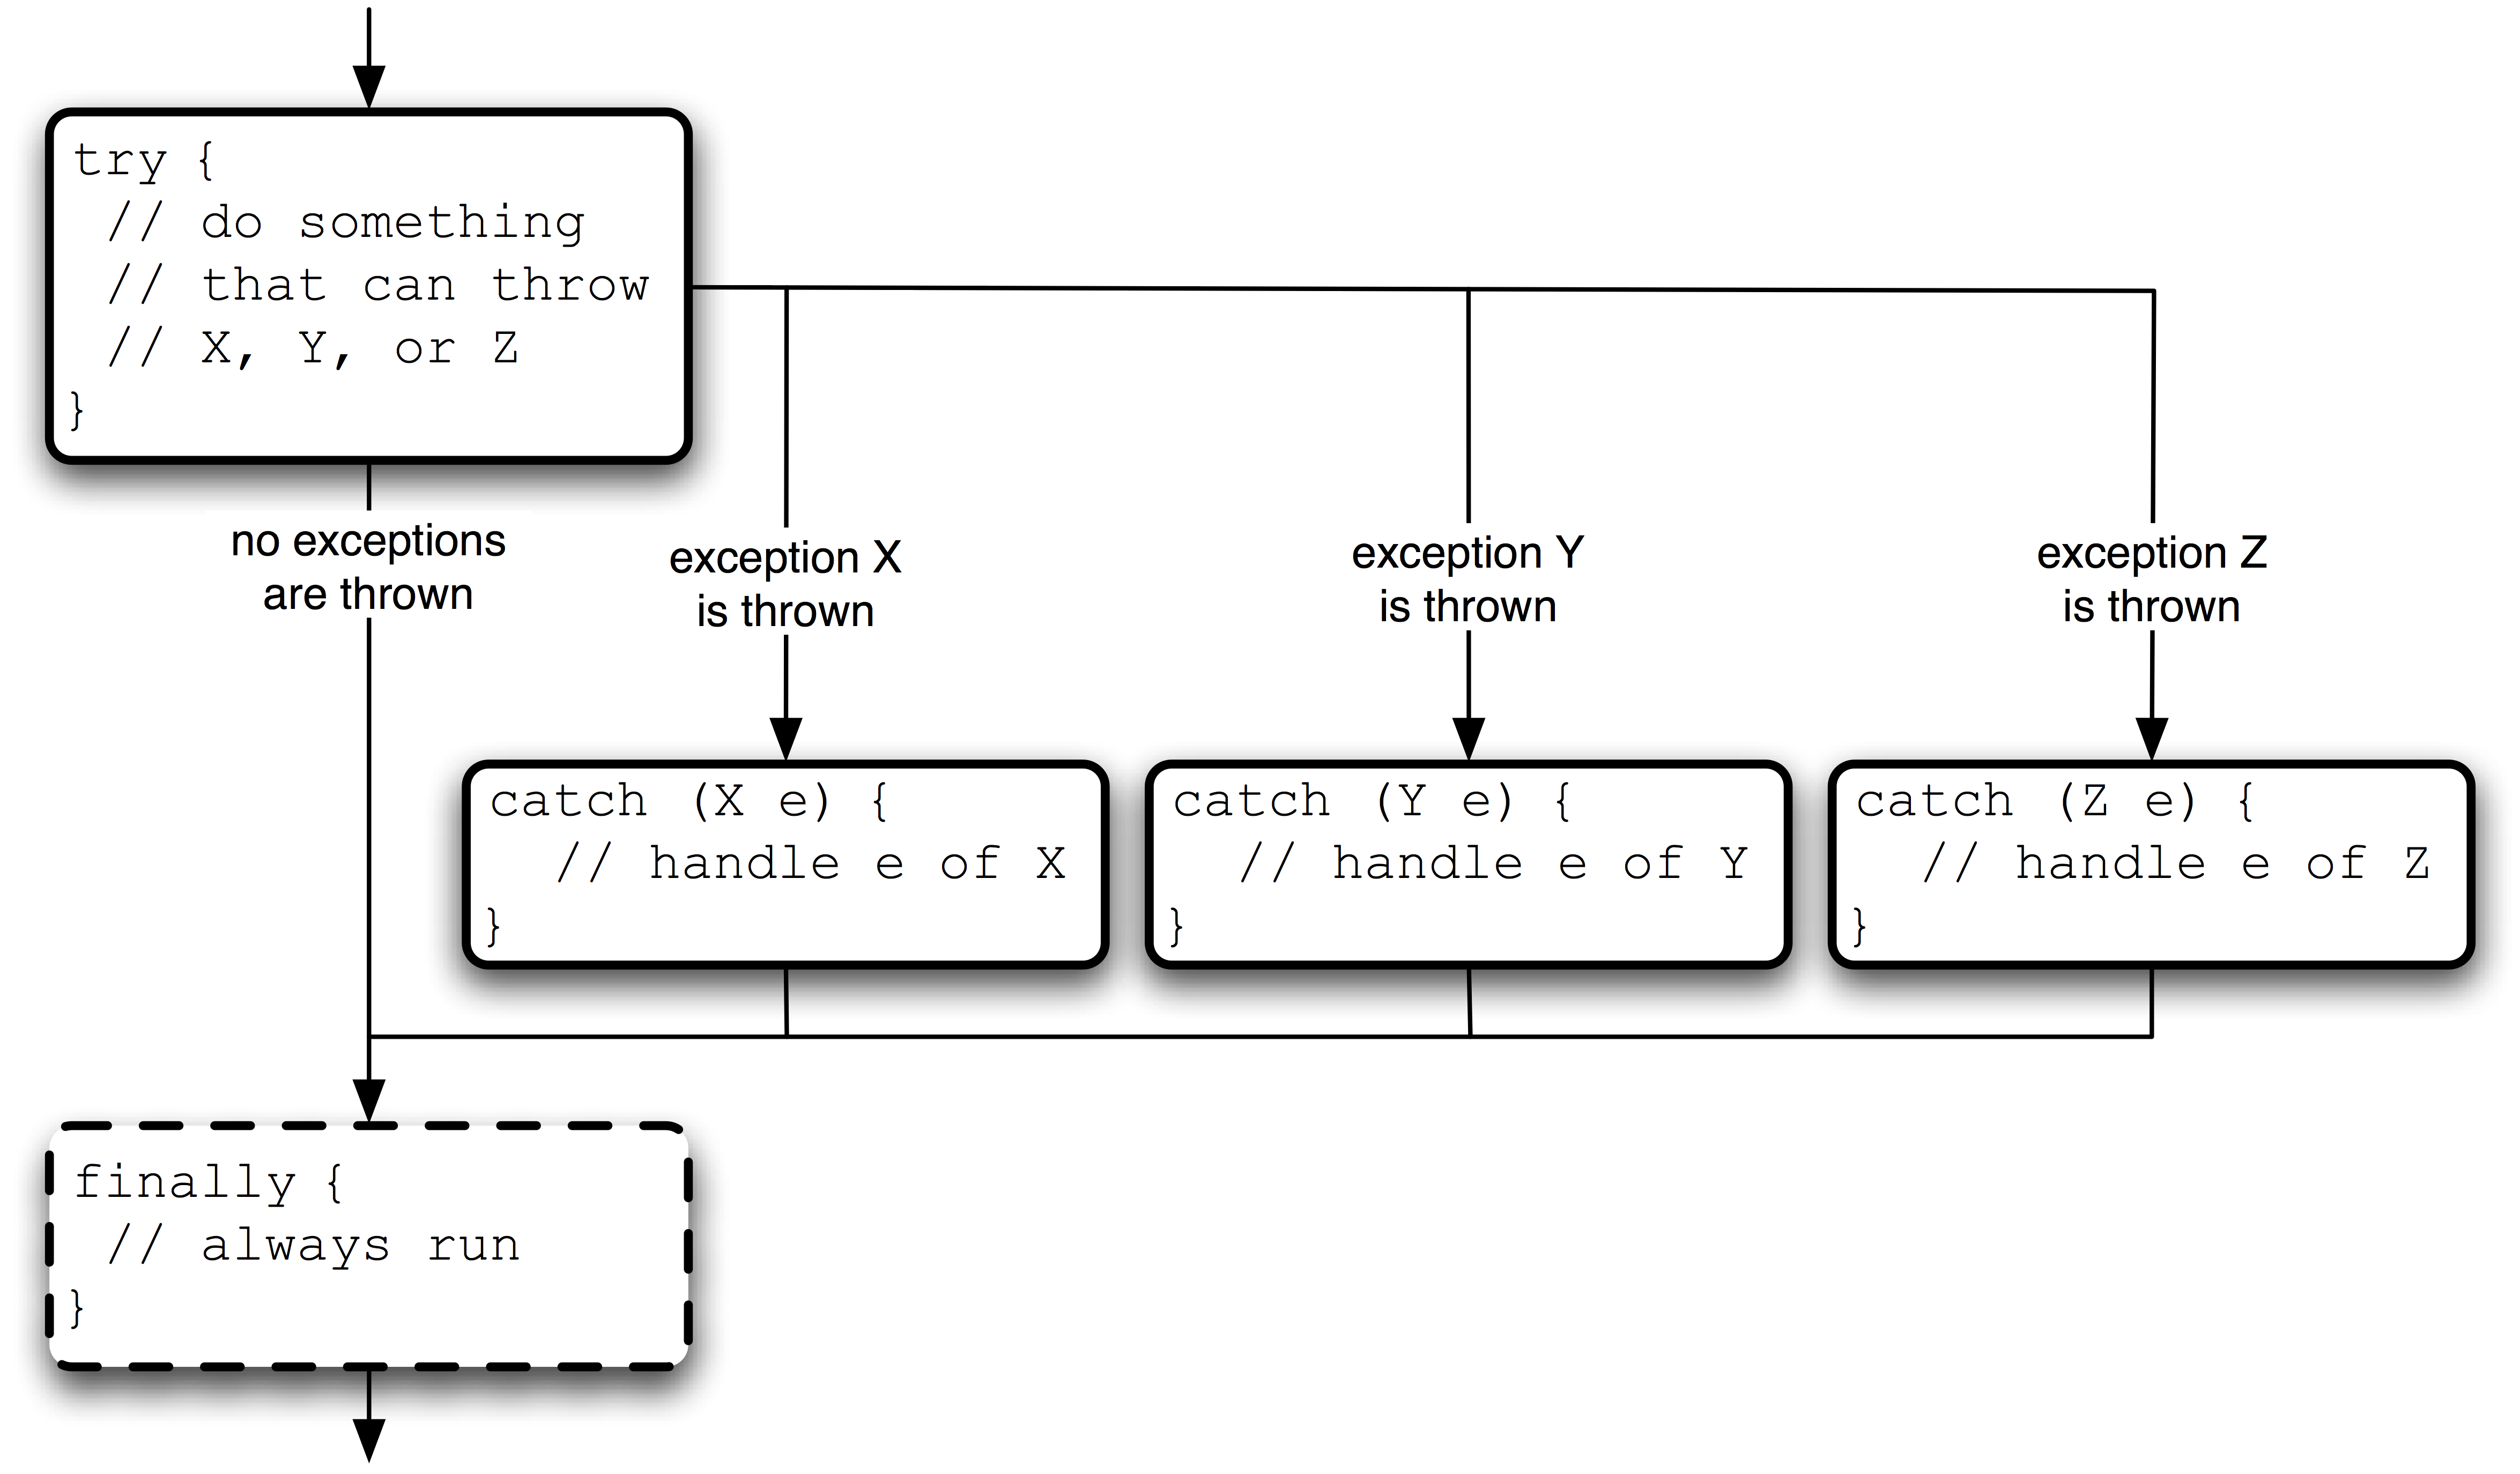 try {
// do something
// that can throw
// X, Y, or Z
}
no exceptions
are thrown
exception X
is thrown
exception Y
is thrown
exception Z
is thrown
catch (X e) {
// handle e of X
}
catch (Y e) {
// handle e of Y
}
catch (Z e) {
// handle e of Z
}
finally {
// always run
}